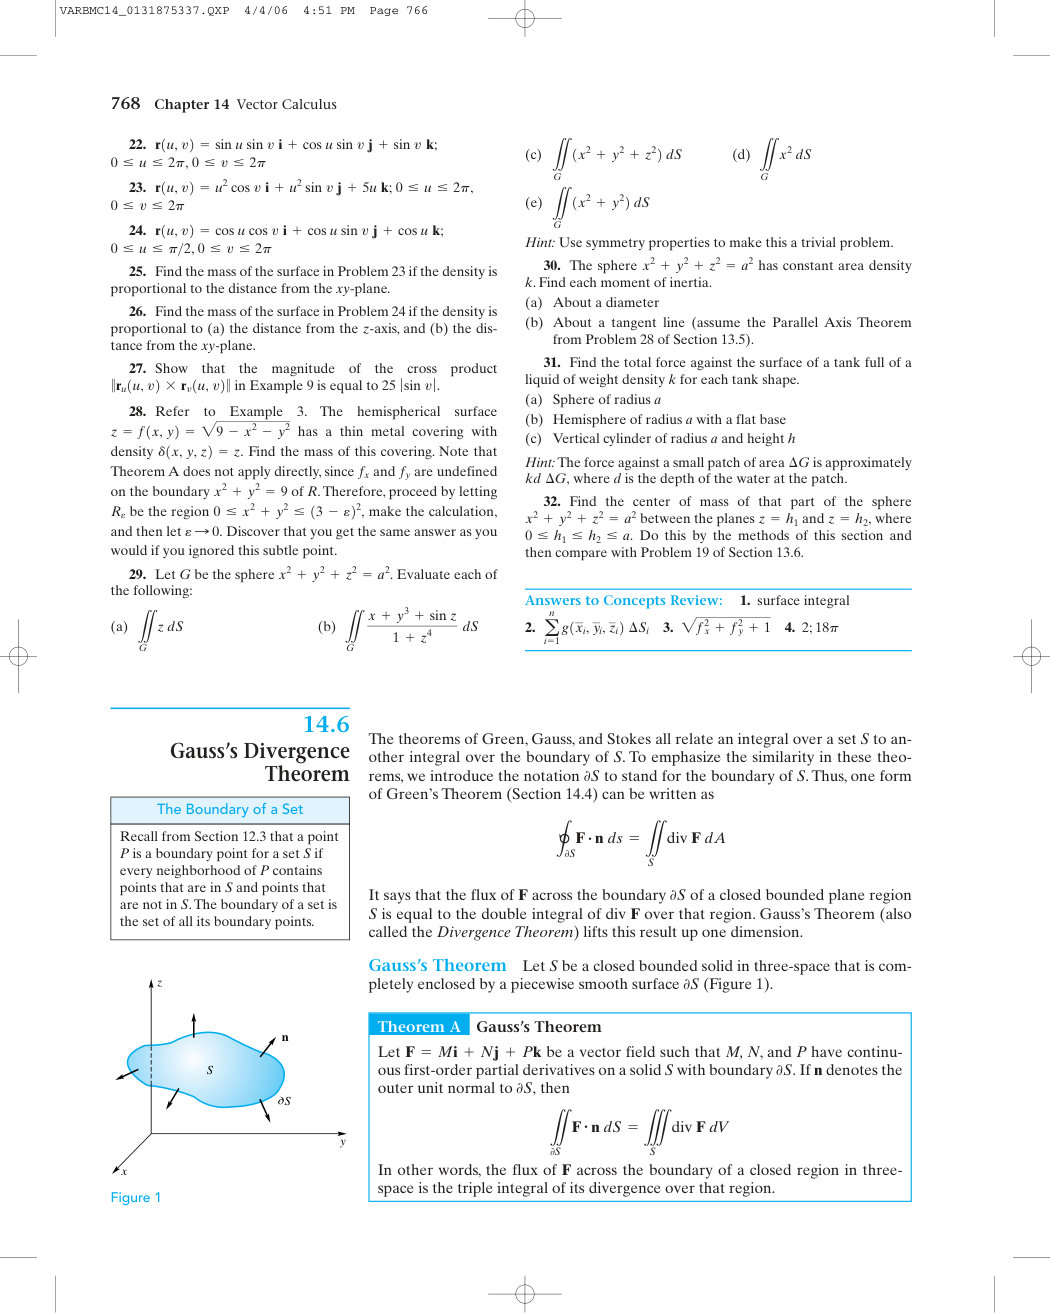 VARBMC14_0131875337.QXP 4/4/06 4:51 PM Page 766
768 Chapter 14 Vector Calculus
22. r(u, v) = sin u sin v i + cos u sin v j + sin v k;
0 ≤ u ≤ 2π, 0 ≤ v ≤ 2π
23. r(u, v) = u² cos v i + u² sin v j + 5u k; 0 ≤ u ≤ 2π,
0 ≤ v ≤ 2π
24. r(u, v) = cos u cos v i + cos u sin v j + cos u k;
0 ≤ u ≤ π/2, 0 ≤ v ≤ 2π
25. Find the mass of the surface in Problem 23 if the density is
proportional to the distance from the xy-plane.
26. Find the mass of the surface in Problem 24 if the density is
proportional to (a) the distance from the z-axis, and (b) the dis-
tance from the xy-plane.
27. Show that the magnitude of the cross product
‖rᵤ(u, v) × rᵥ(u, v)‖ in Example 9 is equal to 25 |sin v|.
28. Refer to Example 3. The hemispherical surface
z = f(x, y) = √(9 − x² − y²) has a thin metal covering with
density δ(x, y, z) = z. Find the mass of this covering. Note that
Theorem A does not apply directly, since fₓ and f_y are undefined
on the boundary x² + y² = 9 of R. Therefore, proceed by letting
R_ε be the region 0 ≤ x² + y² ≤ (3 − ε)², make the calculation,
and then let ε → 0. Discover that you get the same answer as you
would if you ignored this subtle point.
29. Let G be the sphere x² + y² + z² = a². Evaluate each of
the following:
(a) ∬_G z dS (b) ∬_G (x + y³ + sin z)/(1 + z⁴) dS
(c) ∬_G (x² + y² + z²) dS (d) ∬_G x² dS
(e) ∬_G (x² + y²) dS
Hint: Use symmetry properties to make this a trivial problem.
30. The sphere x² + y² + z² = a² has constant area density
k. Find each moment of inertia.
(a) About a diameter
(b) About a tangent line (assume the Parallel Axis Theorem
from Problem 28 of Section 13.5).
31. Find the total force against the surface of a tank full of a
liquid of weight density k for each tank shape.
(a) Sphere of radius a
(b) Hemisphere of radius a with a flat base
(c) Vertical cylinder of radius a and height h
Hint: The force against a small patch of area ΔG is approximately
kd ΔG, where d is the depth of the water at the patch.
32. Find the center of mass of that part of the sphere
x² + y² + z² = a² between the planes z = h₁ and z = h₂, where
0 ≤ h₁ ≤ h₂ ≤ a. Do this by the methods of this section and
then compare with Problem 19 of Section 13.6.
Answers to Concepts Review: 1. surface integral
2. ∑_{i=1}^{n} g(x̄ᵢ, ȳᵢ, z̄ᵢ) ΔSᵢ 3. √(fₓ² + f_y² + 1) 4. 2; 18π
14.6
Gauss's Divergence
Theorem
The Boundary of a Set
Recall from Section 12.3 that a point
P is a boundary point for a set S if
every neighborhood of P contains
points that are in S and points that
are not in S. The boundary of a set is
the set of all its boundary points.
z
n
S
∂S
y
x
Figure 1
The theorems of Green, Gauss, and Stokes all relate an integral over a set S to an-
other integral over the boundary of S. To emphasize the similarity in these theo-
rems, we introduce the notation ∂S to stand for the boundary of S. Thus, one form
of Green's Theorem (Section 14.4) can be written as
∮_∂S F · n ds = ∬_S div F dA
It says that the flux of F across the boundary ∂S of a closed bounded plane region
S is equal to the double integral of div F over that region. Gauss's Theorem (also
called the Divergence Theorem) lifts this result up one dimension.
Gauss's Theorem Let S be a closed bounded solid in three-space that is com-
pletely enclosed by a piecewise smooth surface ∂S (Figure 1).
Theorem A Gauss's Theorem
Let F = Mi + Nj + Pk be a vector field such that M, N, and P have continu-
ous first-order partial derivatives on a solid S with boundary ∂S. If n denotes the
outer unit normal to ∂S, then
∬_∂S F · n dS = ∭_S div F dV
In other words, the flux of F across the boundary of a closed region in three-
space is the triple integral of its divergence over that region.